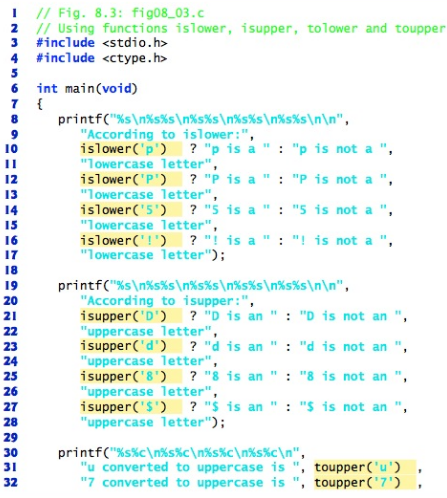 1 // Fig. 8.3: fig08_03.c
2 // Using functions islower, isupper, tolower and toupper
3 #include <stdio.h>
4 #include <ctype.h>
5
6 int main(void)
7 {
8 printf("%s\n%s%s\n%s%s\n%s%s\n%s%s\n\n",
9 "According to islower:",
10 islower('p') ? "p is a " : "p is not a ",
11 "lowercase letter",
12 islower('P') ? "P is a " : "P is not a ",
13 "lowercase letter",
14 islower('5') ? "5 is a " : "5 is not a ",
15 "lowercase letter",
16 islower('!') ? "! is a " : "! is not a ",
17 "lowercase letter");
18
19 printf("%s\n%s%s\n%s%s\n%s%s\n%s%s\n\n",
20 "According to isupper:",
21 isupper('D') ? "D is an " : "D is not an ",
22 "uppercase letter",
23 isupper('d') ? "d is an " : "d is not an ",
24 "uppercase letter",
25 isupper('8') ? "8 is an " : "8 is not an ",
26 "uppercase letter",
27 isupper('$') ? "$ is an " : "$ is not an ",
28 "uppercase letter");
29
30 printf("%s%c\n%s%c\n%s%c\n%s%c\n",
31 "u converted to uppercase is ", toupper('u') ,
32 "7 converted to uppercase is ", toupper('7') ,